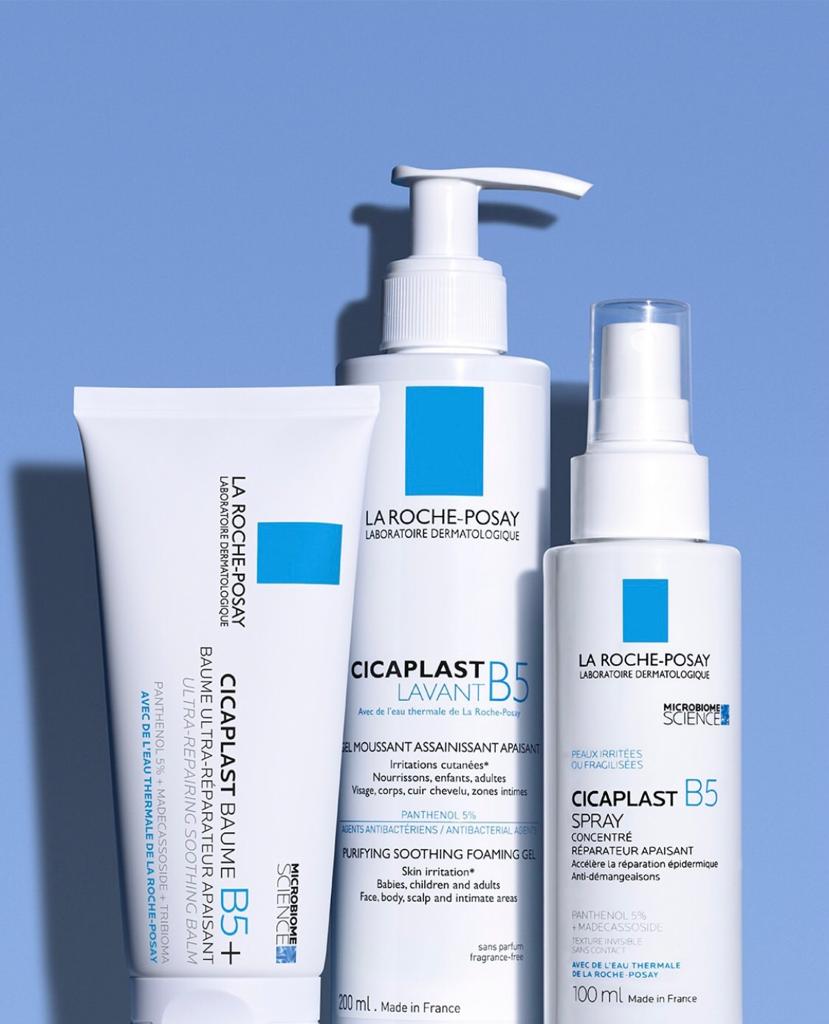 LA ROCHE-POSAY
LABORATOIRE DERMATOLOGIQUE
CICAPLAST BAUME B5+
BAUME ULTRA-RÉPARATEUR APAISANT
ULTRA-REPAIRING SOOTHING BALM
PANTHENOL 5% + MADECASSOSIDE + TRIBIOMA
AVEC DE L'EAU THERMALE DE LA ROCHE-POSAY
MICROBIOME
SCIENCE
LA ROCHE-POSAY
LABORATOIRE DERMATOLOGIQUE
CICAPLAST B5
LAVANT
Avec de l'eau thermale de La Roche-Posay
GEL MOUSSANT ASSAINISSANT APAISANT
Irritations cutanées*
Nourrissons, enfants, adultes
Visage, corps, cuir chevelu, zones intimes
PANTHENOL 5%
AGENTS ANTIBACTÉRIENS / ANTIBACTERIAL AGENTS
PURIFYING SOOTHING FOAMING GEL
Skin irritation*
Babies, children and adults
Face, body, scalp and intimate areas
sans parfum
fragrance-free
200 ml . Made in France
LA ROCHE-POSAY
LABORATOIRE DERMATOLOGIQUE
MICROBIOME
SCIENCE
PEAUX IRRITÉES
OU FRAGILISÉES
CICAPLAST B5
SPRAY
CONCENTRÉ
RÉPARATEUR APAISANT
Accélère la réparation épidermique
Anti-démangeaisons
PANTHENOL 5%
+ MADECASSOSIDE
TEXTURE INVISIBLE
SANS CONTACT
AVEC DE L'EAU THERMALE
DE LA ROCHE-POSAY
100 ml Made in France